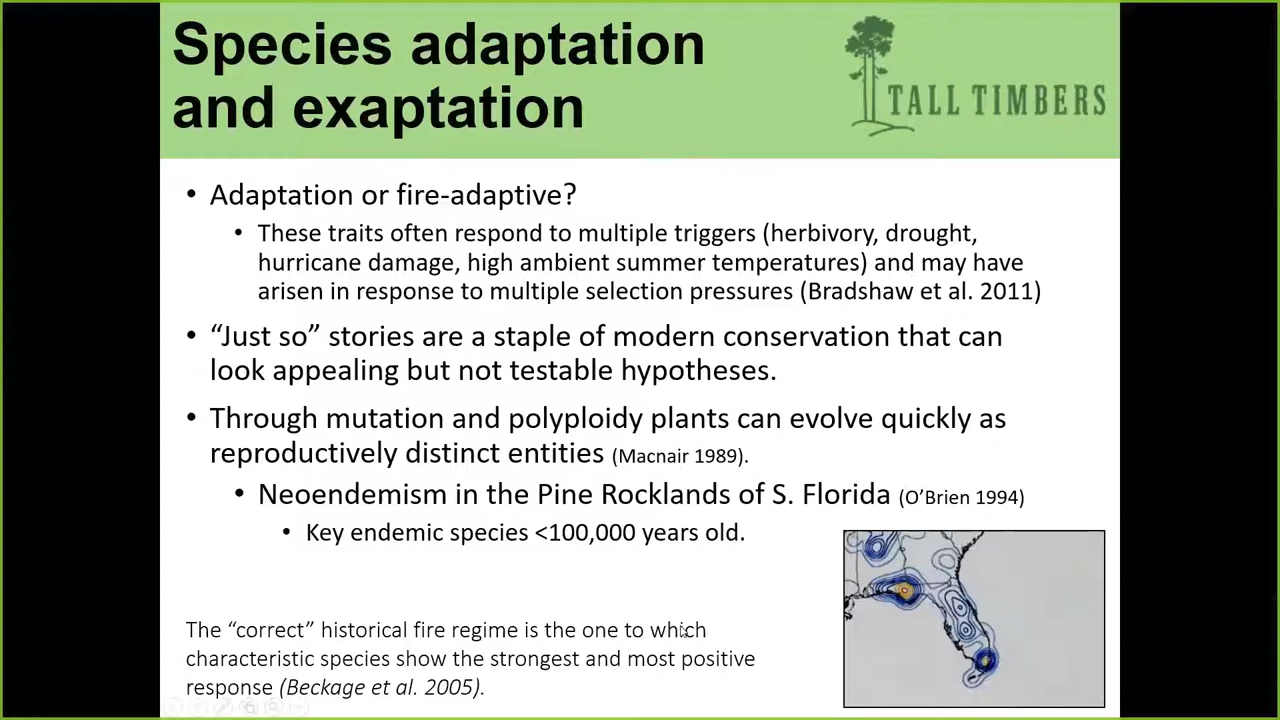 Species adaptation
and exaptation
TALL TIMBERS
• Adaptation or fire-adaptive?
• These traits often respond to multiple triggers (herbivory, drought,
hurricane damage, high ambient summer temperatures) and may have
arisen in response to multiple selection pressures (Bradshaw et al. 2011)
• “Just so” stories are a staple of modern conservation that can
look appealing but not testable hypotheses.
• Through mutation and polyploidy plants can evolve quickly as
reproductively distinct entities (Macnair 1989).
• Neoendemism in the Pine Rocklands of S. Florida (O’Brien 1994)
• Key endemic species <100,000 years old.
The “correct” historical fire regime is the one to which
characteristic species show the strongest and most positive
response (Beckage et al. 2005).